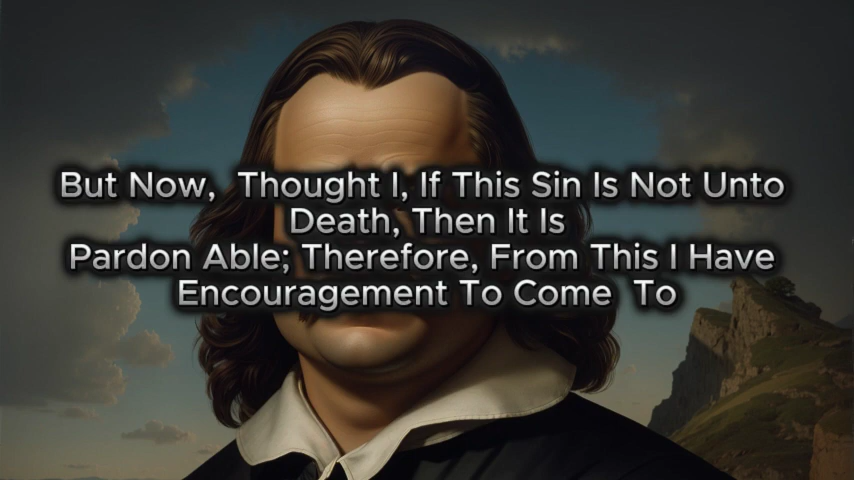 But Now,  Thought I, If This Sin Is Not Unto
Death, Then It Is
Pardon Able; Therefore, From This I Have
Encouragement To Come  To